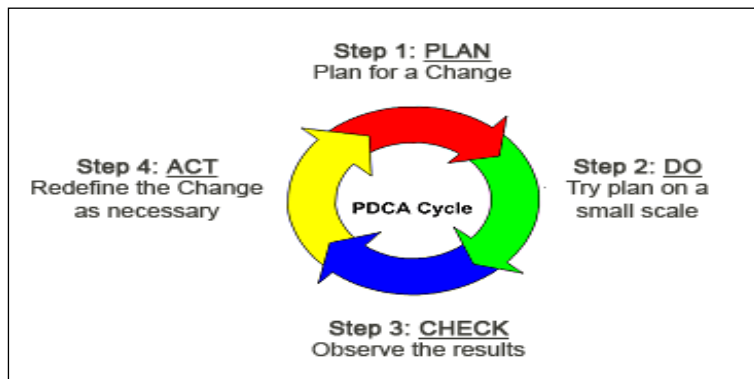 Step 1: PLAN
Plan for a Change
Step 2: DO
Try plan on a
small scale
Step 3: CHECK
Observe the results
Step 4: ACT
Redefine the Change
as necessary
PDCA Cycle